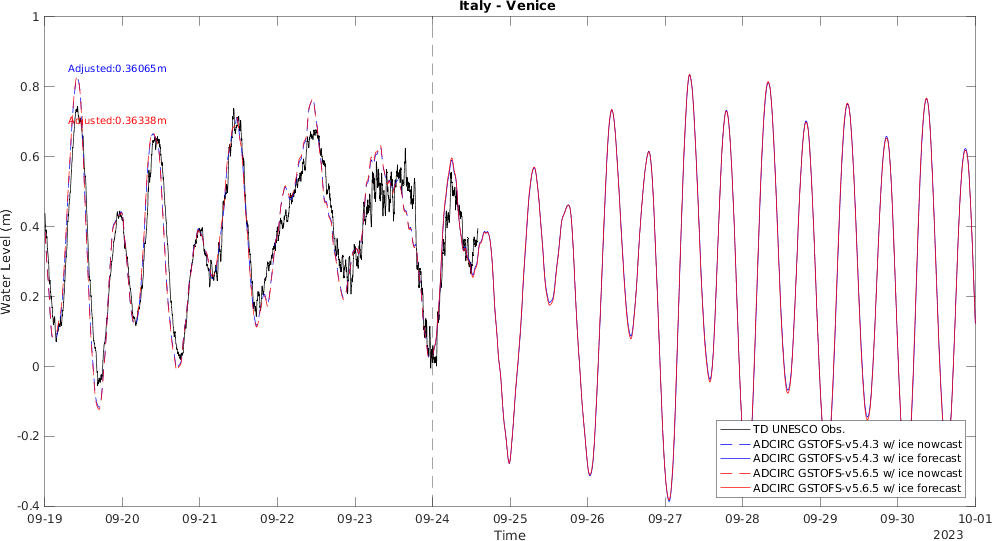 Italy - Venice
Adjusted:0.36065m
Adjusted:0.36338m
Water Level (m)
1
0.8
0.6
0.4
0.2
0
-0.2
-0.4
TD UNESCO Obs.
ADCIRC GSTOFS-v5.4.3 w/ ice nowcast
ADCIRC GSTOFS-v5.4.3 w/ ice forecast
ADCIRC GSTOFS-v5.6.5 w/ ice nowcast
ADCIRC GSTOFS-v5.6.5 w/ ice forecast
09-19 09-20 09-21 09-22 09-23 09-24 09-25 09-26 09-27 09-28 09-29 09-30 10-01
Time
2023